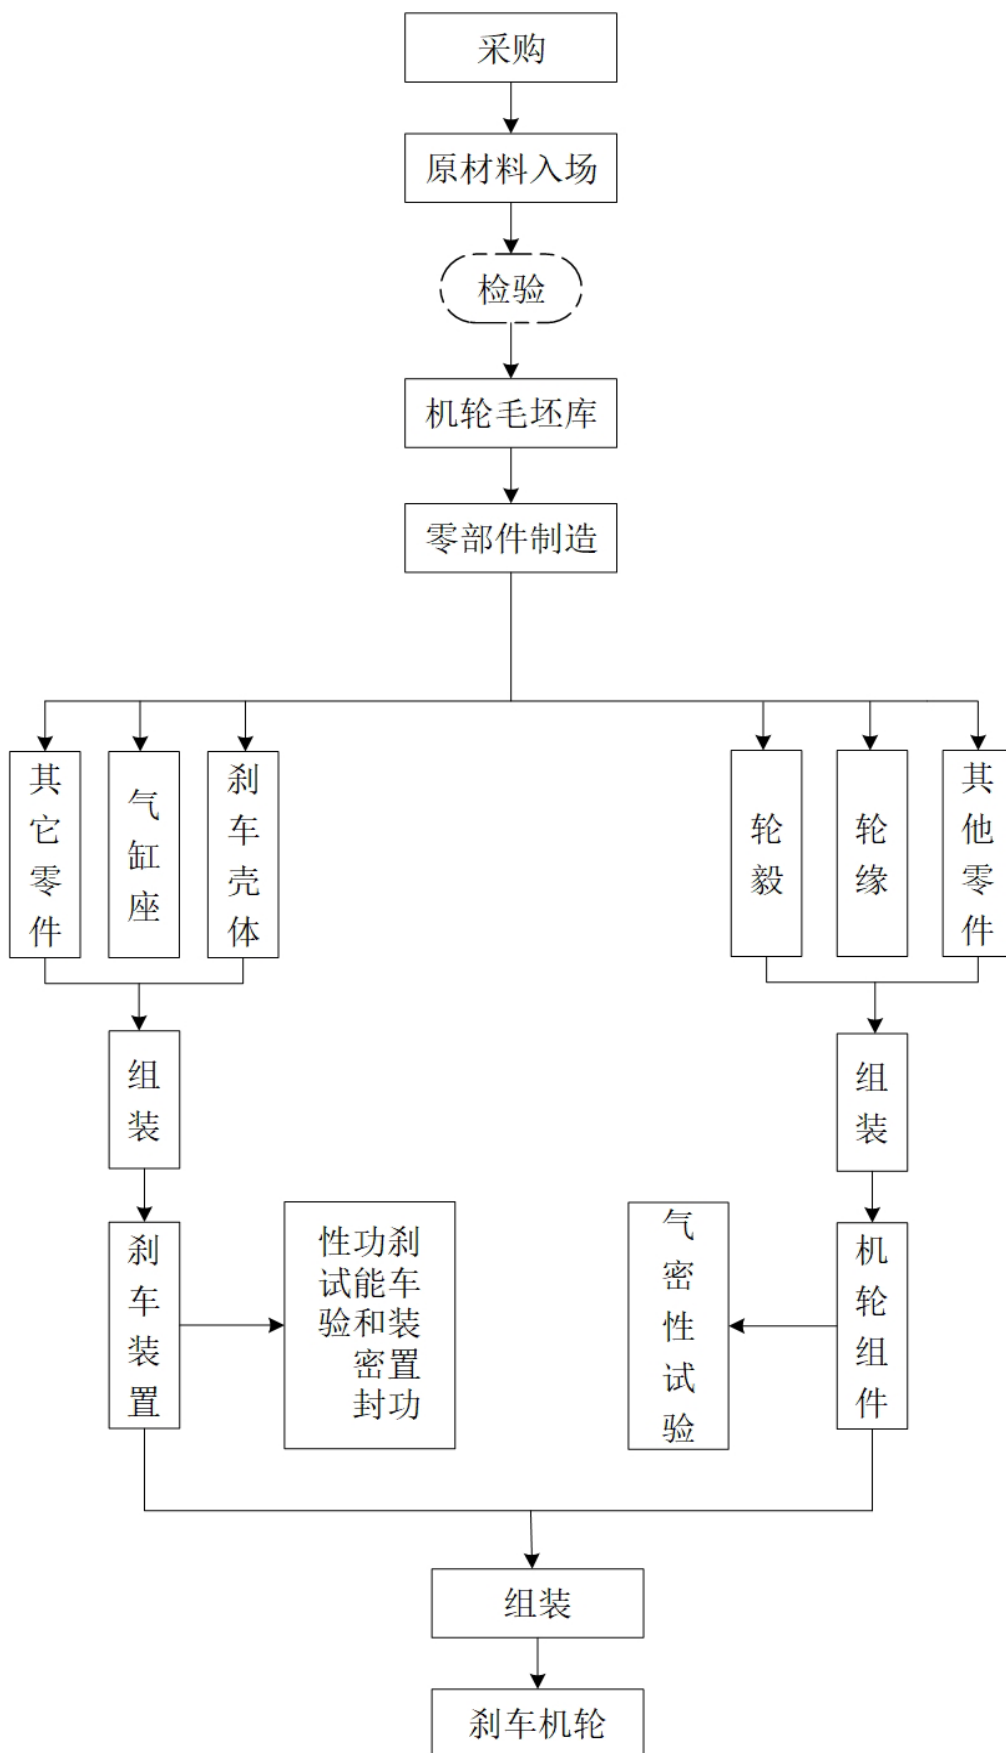 采购
原材料入场
检验
机轮毛坯库
零部件制造
其它零件
气缸座
刹车壳体
轮毅
轮缘
其他零件
组装
组装
刹车装置
刹车装置功
功能和密封
性试验
气密性试验
机轮组件
组装
刹车机轮